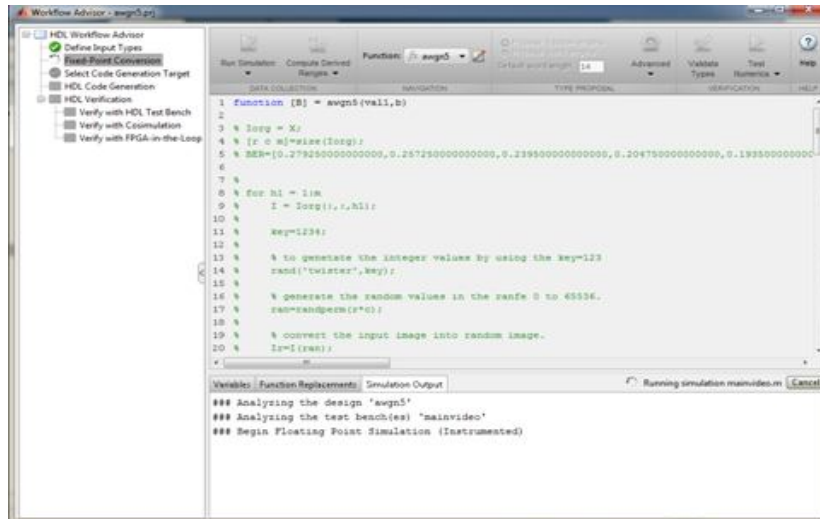 Workflow Advisor - awgn5.prj
HDL Workflow Advisor
Define Input Types
Fixed-Point Conversion
Select Code Generation Target
HDL Code Generation
HDL Verification
Verify with HDL Test Bench
Verify with Cosimulation
Verify with FPGA-in-the-Loop
Run Simulation
Compute Derived Ranges
Function: awgn5
Default word length: 14
Advanced
Validate Types
Test Numerics
Help
DATA COLLECTION
NAVIGATION
TYPE PROPOSAL
VERIFICATION
HELP
1 function [B] = awgn5(val1,b)
2
3 % Iorg = X;
4 % [r c m]=size(Iorg);
5 % BER=[0.279250000000000,0.257250000000000,0.239500000000000,0.204750000000000,0.193500000000
6
7 %
8 % for h1 = 1:m
9 % I = Iorg(:,:,h1);
10 %
11 % key=1234;
12 %
13 % % to genetate the integer values by using the key=123
14 % rand('twister',key);
15 %
16 % % generate the random values in the ranfe 0 to 65536.
17 % ran=randperm(r*c);
18 %
19 % % convert the input image into random image.
20 % Ir=I(ran);
Variables Function Replacements Simulation Output
Running simulation mainvideo.m Cancel
### Analyzing the design 'awgn5'
### Analyzing the test bench(es) 'mainvideo'
### Begin Floating Point Simulation (Instrumented)